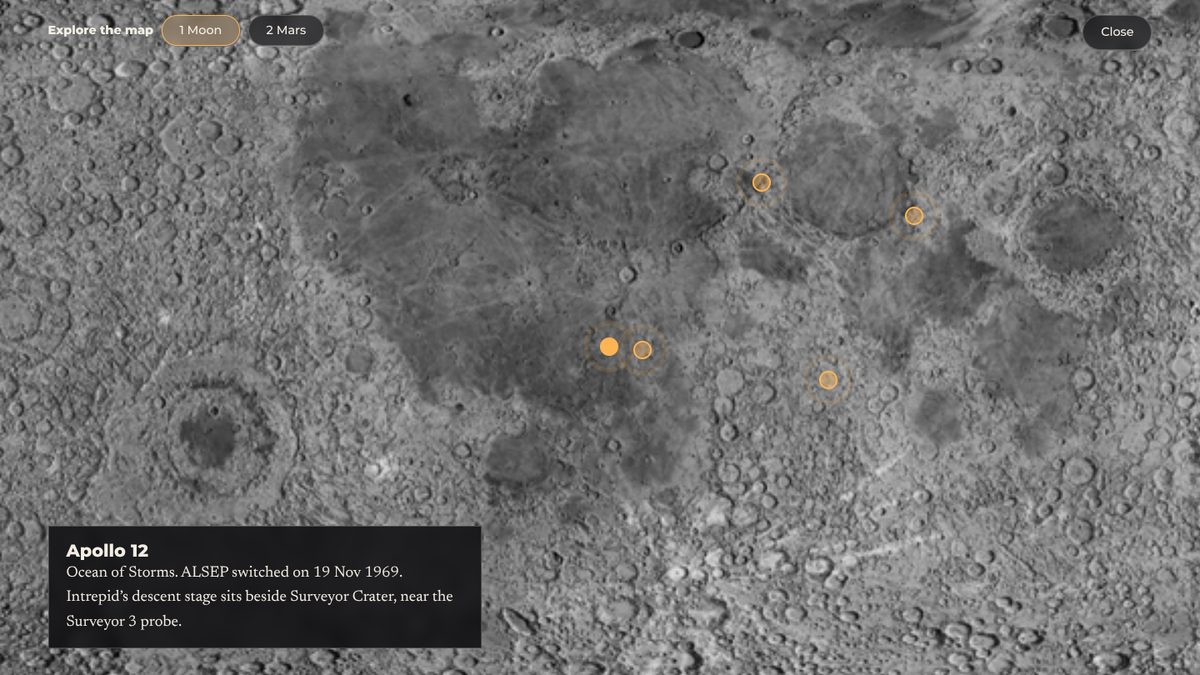 Explore the map 1 Moon 2 Mars Close
Apollo 12
Ocean of Storms. ALSEP switched on 19 Nov 1969.
Intrepid’s descent stage sits beside Surveyor Crater, near the
Surveyor 3 probe.